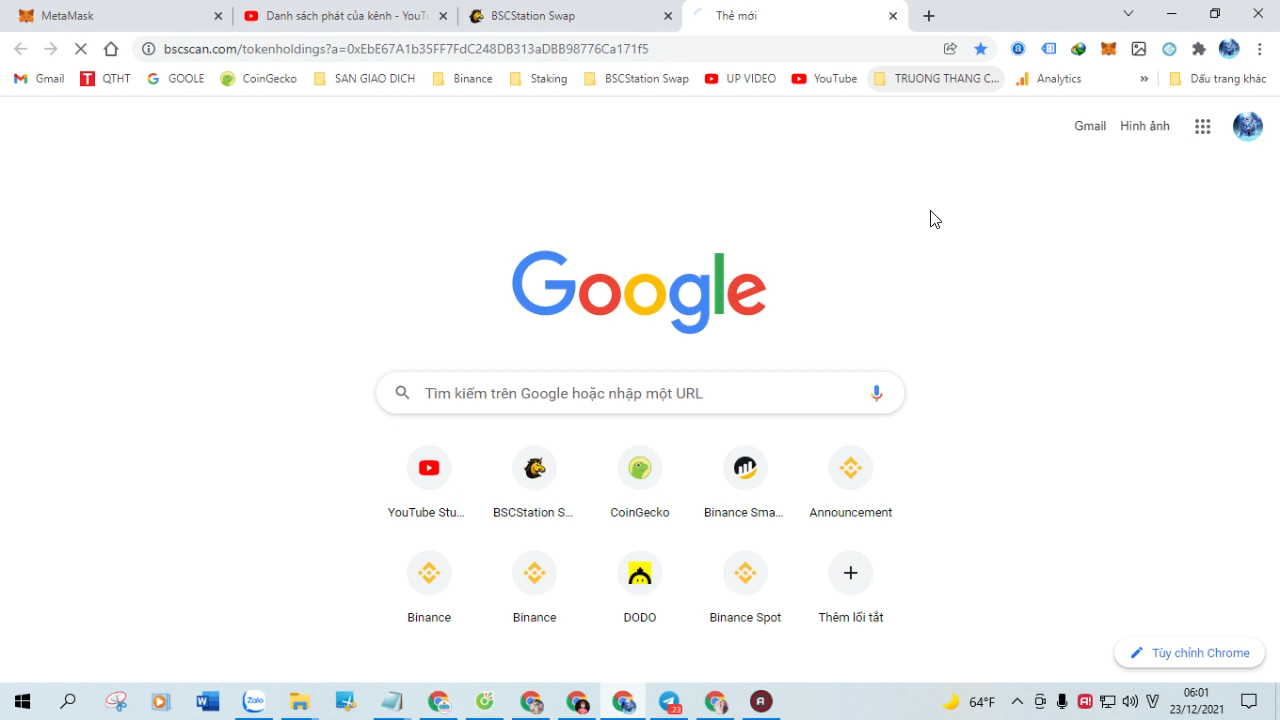 MetaMask
Danh sách phát của kênh - YouT
BSCStation Swap
Thẻ mới
bscscan.com/tokenholdings?a=0xEbE67A1b35FF7FdC248DB313aDBB98776Ca171f5
Gmail
QTHT
GOOLE
CoinGecko
SAN GIAO DICH
Binance
Staking
BSCStation Swap
UP VIDEO
YouTube
TRUONG THANG C...
Analytics
»
Dấu trang khác
Gmail
Hình ảnh
Google
Tìm kiếm trên Google hoặc nhập một URL
YouTube Stu...
BSCStation S...
CoinGecko
Binance Sma...
Announcement
Binance
Binance
DODO
Binance Spot
Thêm lối tắt
Tùy chỉnh Chrome
Zalo
23
64°F
06:01
23/12/2021